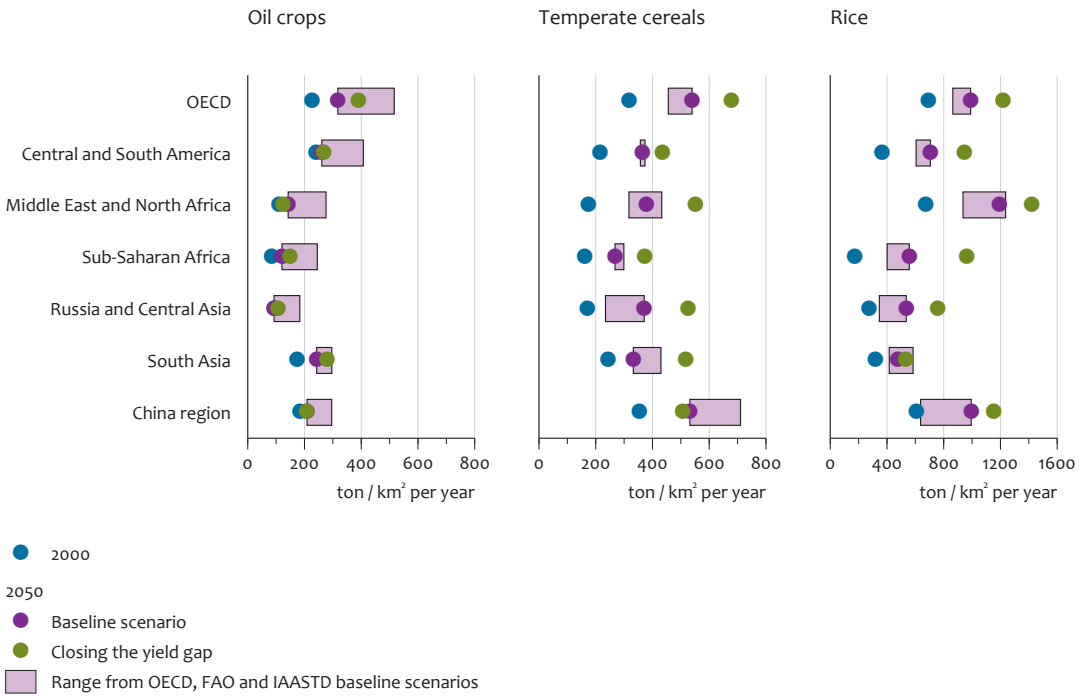 Oil crops
Temperate cereals
Rice
OECD
Central and South America
Middle East and North Africa
Sub-Saharan Africa
Russia and Central Asia
South Asia
China region
0 200 400 600 800
0 200 400 600 800
0 400 800 1200 1600
ton / km² per year
ton / km² per year
ton / km² per year
2000
2050
Baseline scenario
Closing the yield gap
Range from OECD, FAO and IAASTD baseline scenarios